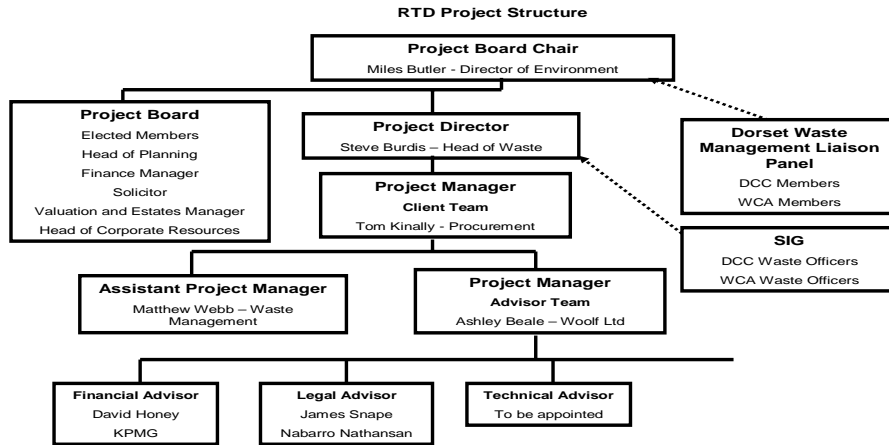 RTD Project Structure
Project Board Chair
Miles Butler - Director of Environment
Project Board
Elected Members
Head of Planning
Finance Manager
Solicitor
Valuation and Estates Manager
Head of Corporate Resources
Project Director
Steve Burdis – Head of Waste
Dorset Waste
Management Liaison
Panel
DCC Members
WCA Members
Project Manager
Client Team
Tom Kinally - Procurement
SIG
DCC Waste Officers
WCA Waste Officers
Assistant Project Manager
Matthew Webb – Waste
Management
Project Manager
Advisor Team
Ashley Beale – Woolf Ltd
Financial Advisor
David Honey
KPMG
Legal Advisor
James Snape
Nabarro Nathansan
Technical Advisor
To be appointed